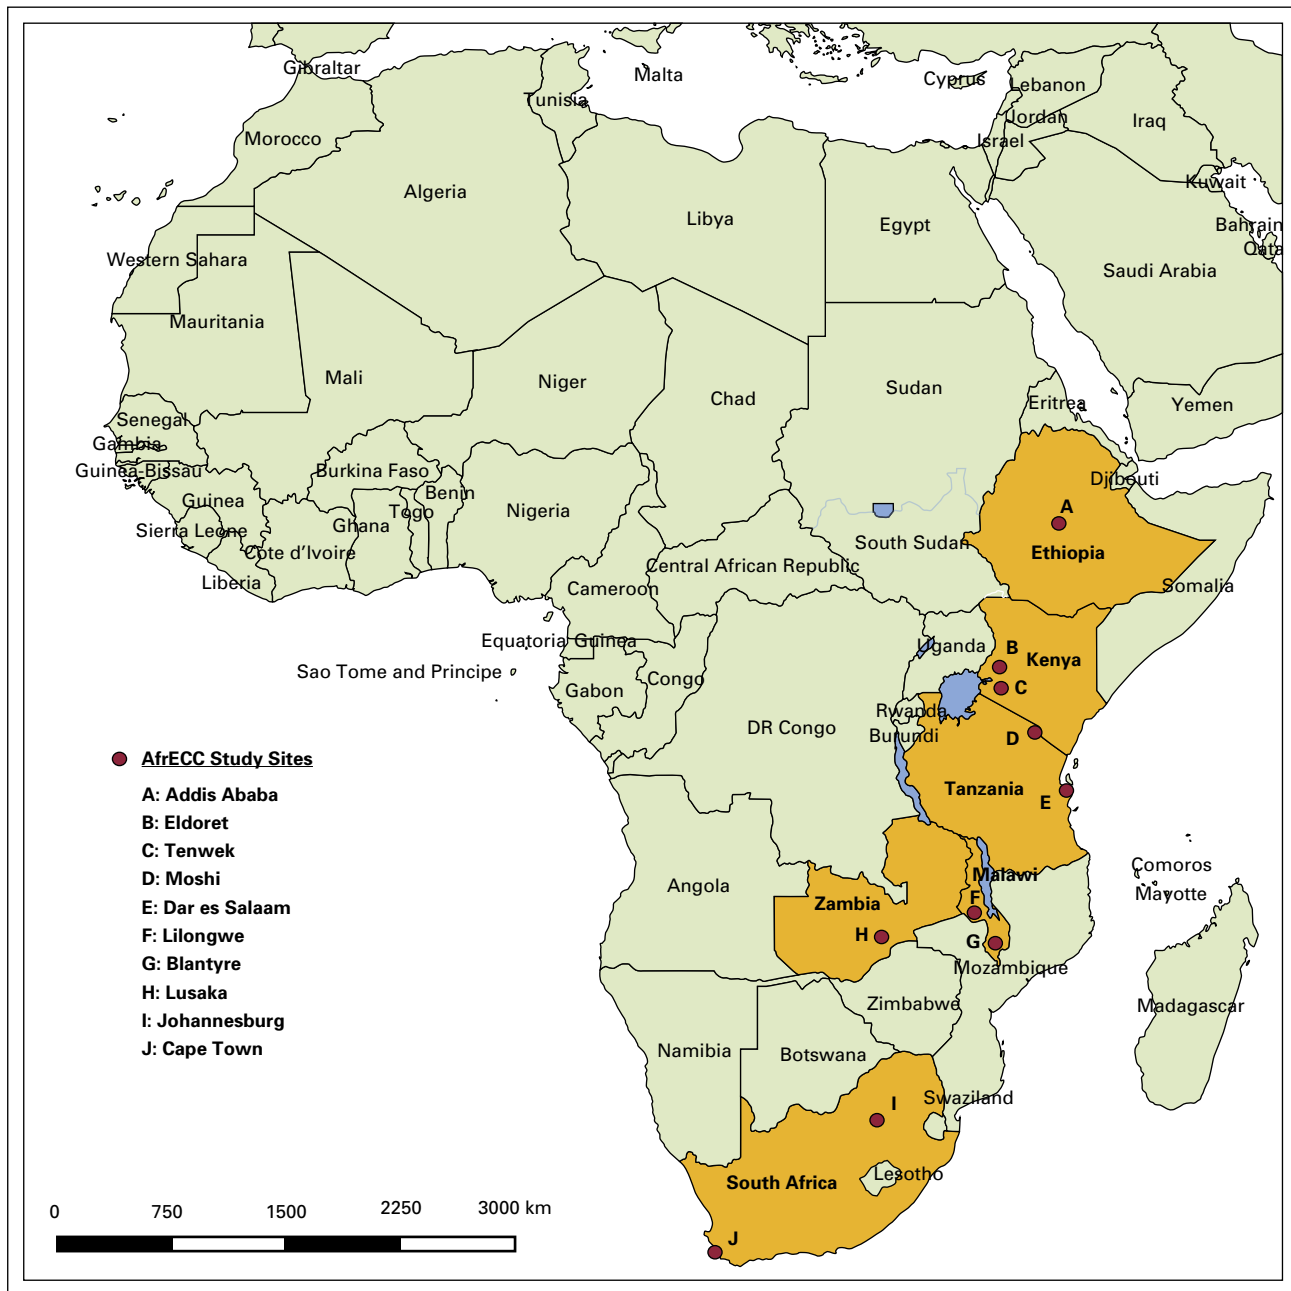 Gibraltar
Malta
Cyprus
Lebanon
Tunisia
Jordan
Iraq
Morocco
Israel
Kuwait
Algeria
Libya
Egypt
Bahrain
Qata
Western Sahara
Saudi Arabia
Mauritania
Mali
Niger
Chad
Sudan
Eritrea
Yemen
Senegal
Gambia
Guinea-Bissau
Burkina Faso
Djibouti
Guinea
Benin
Togo
Nigeria
A
Sierra Leone
Ghana
Côte d'Ivoire
South Sudan
Ethiopia
Liberia
Central African Republic
Cameroon
Somalia
Equatoria Guinea
Uganda
B
Kenya
Sao Tome and Principe
Gabon
Congo
C
Rwanda
DR Congo
Burundi
D
AfrECC Study Sites
A: Addis Ababa
B: Eldoret
C: Tenwek
D: Moshi
E: Dar es Salaam
F: Lilongwe
G: Blantyre
H: Lusaka
I: Johannesburg
J: Cape Town
Tanzania
E
Comoros
Mayotte
Angola
Malawi
Zambia
F
H
G
Mozambique
Zimbabwe
Madagascar
Namibia
Botswana
Swaziland
I
Lesotho
South Africa
J
0 750 1500 2250 3000 km